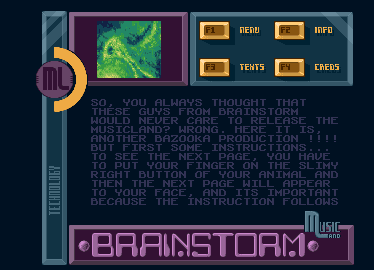 F1 MENU F2 INFO
F3 TEXTS F4 CREDS
ML
SO, YOU ALWAYS THOUGHT THAT
THESE GUYS FROM BRAINSTORM
WOULD NEVER CARE TO RELEASE THE
MUSICLAND? WRONG. HERE IT IS,
ANOTHER BAZOOKA PRODUCTION !!!!
BUT FIRST SOME INSTRUCTIONS...
TO SEE THE NEXT PAGE, YOU HAVE
TO PUT YOUR FINGER ON THE SLIMY
RIGHT BUTTON OF YOUR ANIMAL AND
THEN THE NEXT PAGE WILL APPEAR
TO YOUR FACE, AND ITS IMPORTANT
BECAUSE THE INSTRUCTION FOLLOWS
TECHNOLOGY
MUSIC
LAND
BRAINSTORM